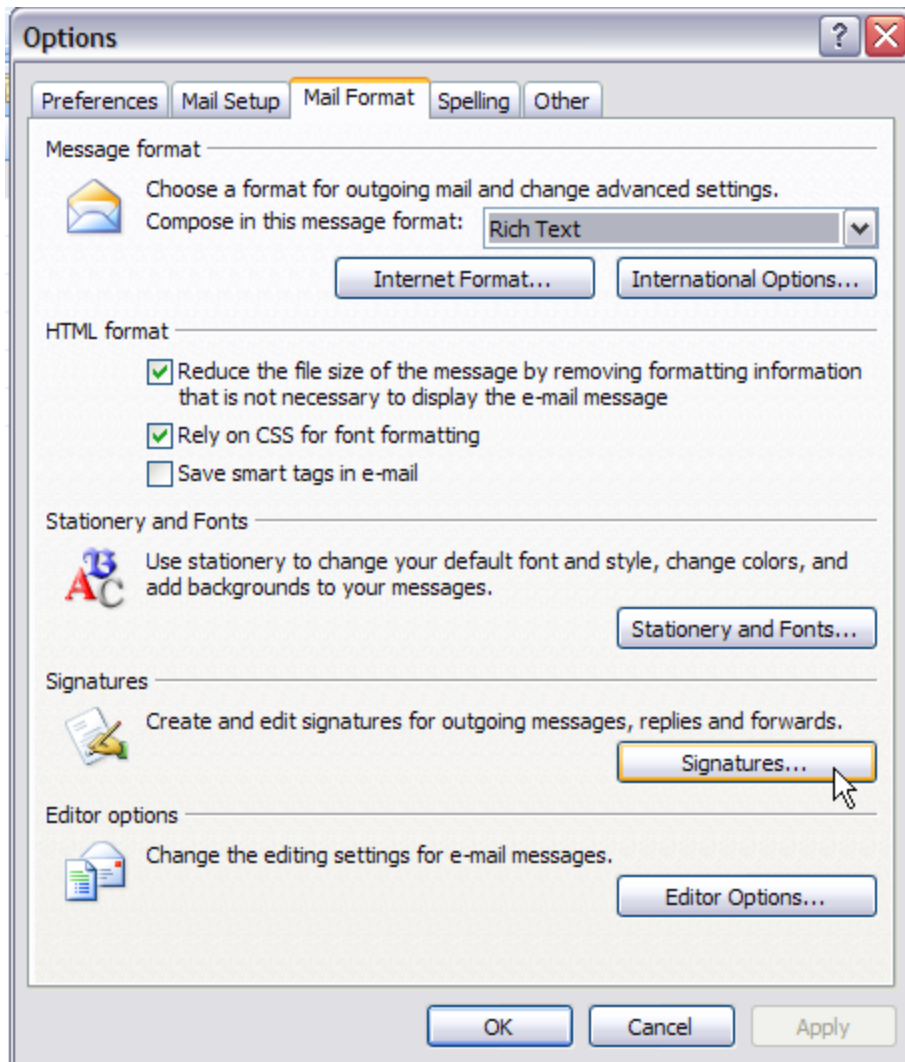 Options
Preferences Mail Setup Mail Format Spelling Other
Message format
Choose a format for outgoing mail and change advanced settings.
Compose in this message format: Rich Text
Internet Format... International Options...
HTML format
Reduce the file size of the message by removing formatting information
that is not necessary to display the e-mail message
Rely on CSS for font formatting
Save smart tags in e-mail
Stationery and Fonts
Use stationery to change your default font and style, change colors, and
add backgrounds to your messages.
Stationery and Fonts...
Signatures
Create and edit signatures for outgoing messages, replies and forwards.
Signatures...
Editor options
Change the editing settings for e-mail messages.
Editor Options...
OK Cancel Apply